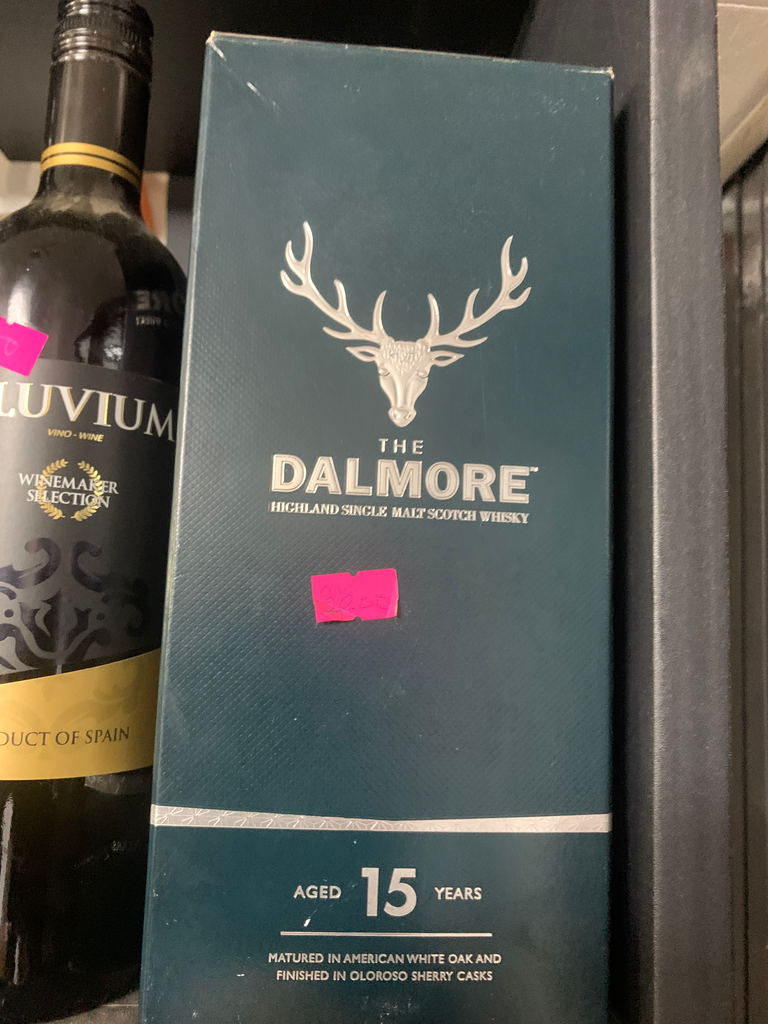 LUVIUM
VINO - WINE
WINEMAKER
SELECTION
DUCT OF SPAIN
THE
DALMORE™
HIGHLAND SINGLE MALT SCOTCH WHISKY
AGED 15 YEARS
MATURED IN AMERICAN WHITE OAK AND
FINISHED IN OLOROSO SHERRY CASKS